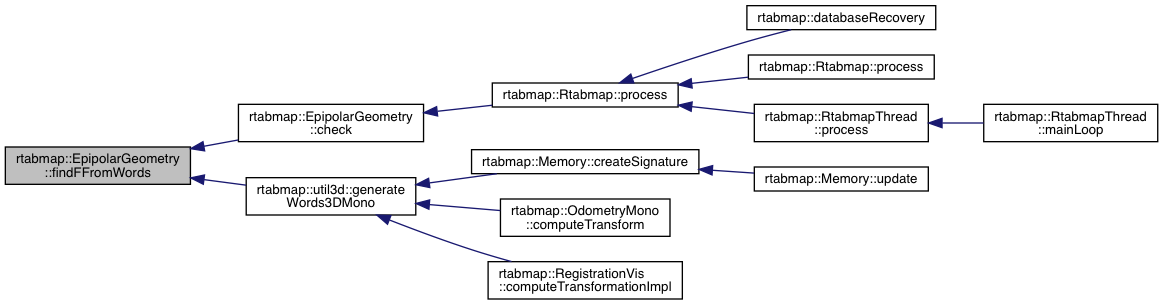 rtabmap::databaseRecovery
rtabmap::Rtabmap::process
rtabmap::Rtabmap::process
rtabmap::EpipolarGeometry
::check
rtabmap::RtabmapThread
::process
rtabmap::RtabmapThread
::mainLoop
rtabmap::EpipolarGeometry
::findFFromWords
rtabmap::Memory::createSignature
rtabmap::Memory::update
rtabmap::util3d::generate
Words3DMono
rtabmap::OdometryMono
::computeTransform
rtabmap::RegistrationVis
::computeTransformationImpl